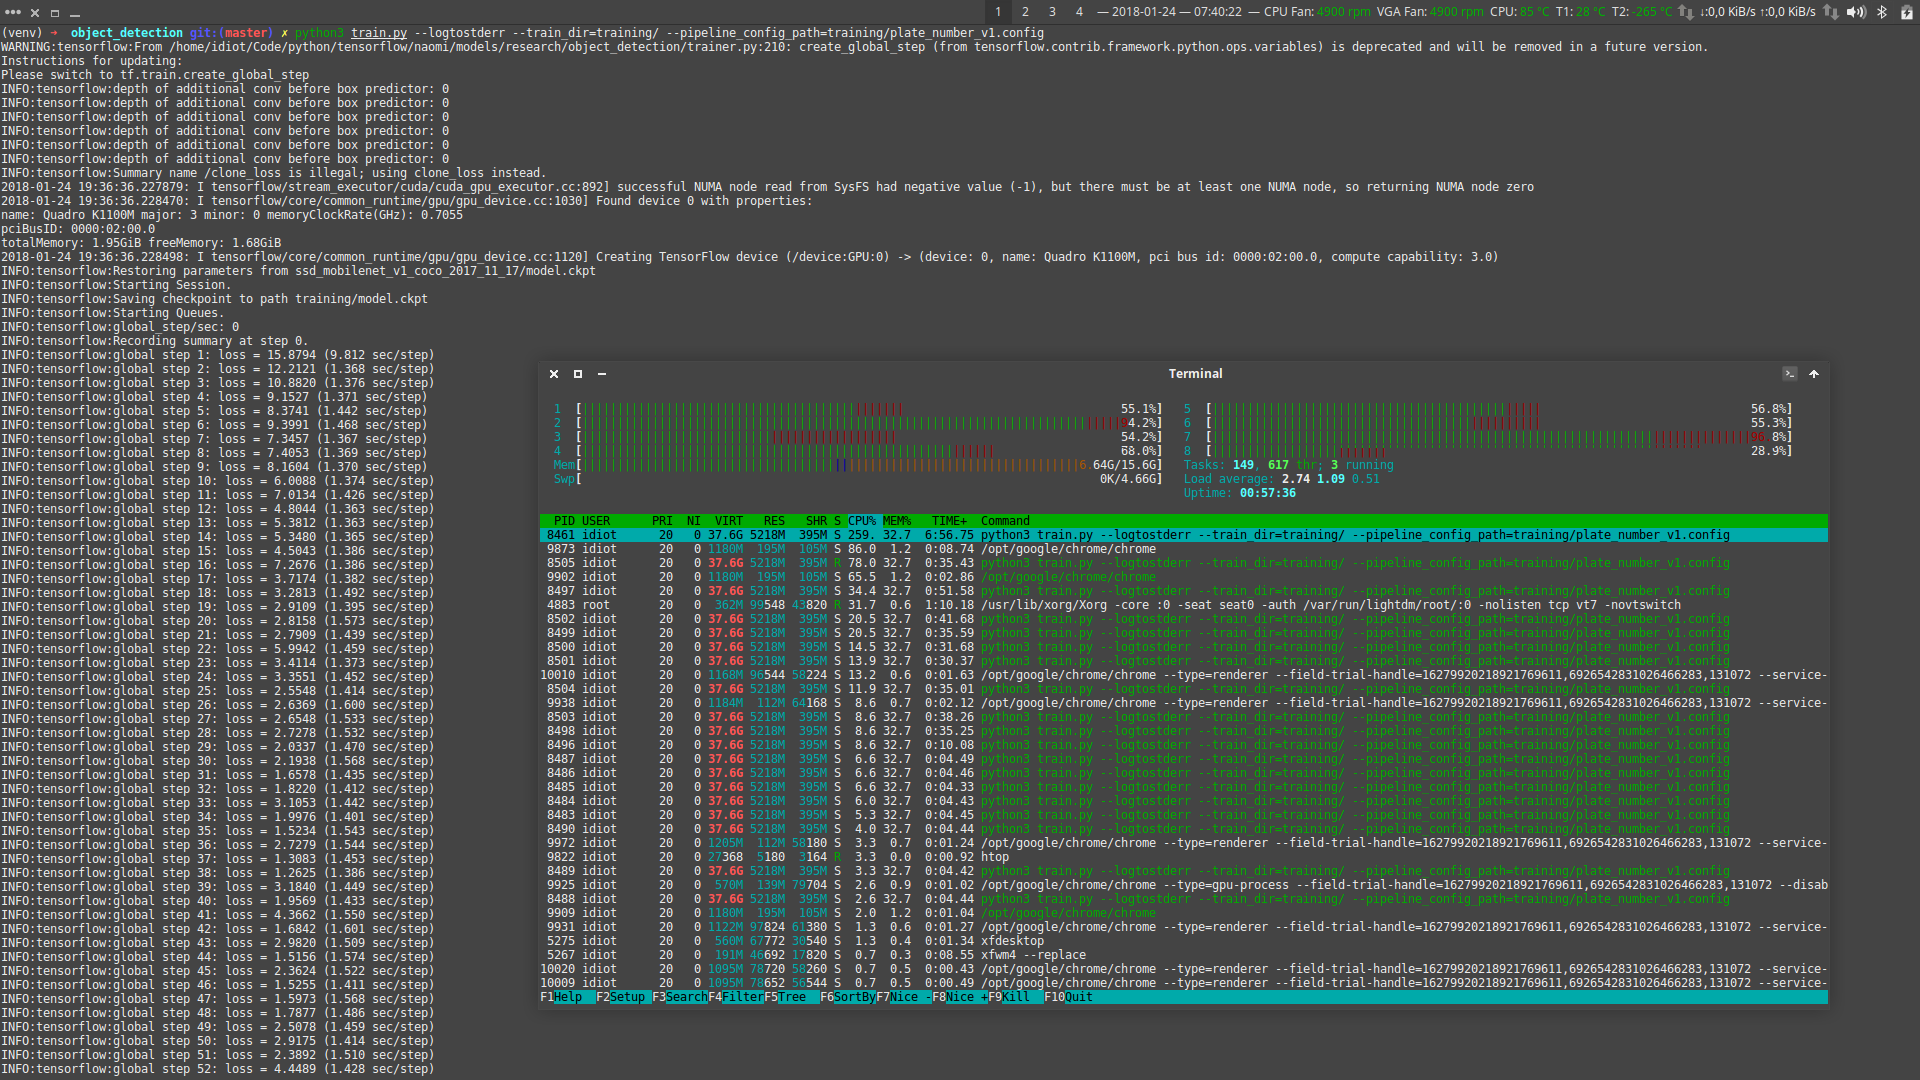 1 2 3 4 — 2018-01-24 — 07:40:22 — CPU Fan: 4900 rpm VGA Fan: 4900 rpm CPU: 85 °C T1: 28 °C T2: -265 °C ↓:0,0 KiB/s ↑:0,0 KiB/s
(venv) → object_detection git:(master) ✗ python3 train.py --logtostderr --train_dir=training/ --pipeline_config_path=training/plate_number_v1.config
WARNING:tensorflow:From /home/idiot/Code/python/tensorflow/naomi/models/research/object_detection/trainer.py:210: create_global_step (from tensorflow.contrib.framework.python.ops.variables) is deprecated and will be removed in a future version.
Instructions for updating:
Please switch to tf.train.create_global_step
INFO:tensorflow:depth of additional conv before box predictor: 0
INFO:tensorflow:depth of additional conv before box predictor: 0
INFO:tensorflow:depth of additional conv before box predictor: 0
INFO:tensorflow:depth of additional conv before box predictor: 0
INFO:tensorflow:depth of additional conv before box predictor: 0
INFO:tensorflow:depth of additional conv before box predictor: 0
INFO:tensorflow:Summary name /clone_loss is illegal; using clone_loss instead.
2018-01-24 19:36:36.227879: I tensorflow/stream_executor/cuda/cuda_gpu_executor.cc:892] successful NUMA node read from SysFS had negative value (-1), but there must be at least one NUMA node, so returning NUMA node zero
2018-01-24 19:36:36.228470: I tensorflow/core/common_runtime/gpu/gpu_device.cc:1030] Found device 0 with properties:
name: Quadro K1100M major: 3 minor: 0 memoryClockRate(GHz): 0.7055
pciBusID: 0000:02:00.0
totalMemory: 1.95GiB freeMemory: 1.68GiB
2018-01-24 19:36:36.228498: I tensorflow/core/common_runtime/gpu/gpu_device.cc:1120] Creating TensorFlow device (/device:GPU:0) -> (device: 0, name: Quadro K1100M, pci bus id: 0000:02:00.0, compute capability: 3.0)
INFO:tensorflow:Restoring parameters from ssd_mobilenet_v1_coco_2017_11_17/model.ckpt
INFO:tensorflow:Starting Session.
INFO:tensorflow:Saving checkpoint to path training/model.ckpt
INFO:tensorflow:Starting Queues.
INFO:tensorflow:global_step/sec: 0
INFO:tensorflow:Recording summary at step 0.
INFO:tensorflow:global step 1: loss = 15.8794 (9.812 sec/step)
INFO:tensorflow:global step 2: loss = 12.2121 (1.368 sec/step)
INFO:tensorflow:global step 3: loss = 10.8820 (1.376 sec/step)
INFO:tensorflow:global step 4: loss = 9.1527 (1.371 sec/step)
INFO:tensorflow:global step 5: loss = 8.3741 (1.442 sec/step)
INFO:tensorflow:global step 6: loss = 9.3991 (1.468 sec/step)
INFO:tensorflow:global step 7: loss = 7.3457 (1.367 sec/step)
INFO:tensorflow:global step 8: loss = 7.4053 (1.369 sec/step)
INFO:tensorflow:global step 9: loss = 8.1604 (1.370 sec/step)
INFO:tensorflow:global step 10: loss = 6.0088 (1.374 sec/step)
INFO:tensorflow:global step 11: loss = 7.0134 (1.426 sec/step)
INFO:tensorflow:global step 12: loss = 4.8044 (1.363 sec/step)
INFO:tensorflow:global step 13: loss = 5.3812 (1.363 sec/step)
INFO:tensorflow:global step 14: loss = 5.3480 (1.365 sec/step)
INFO:tensorflow:global step 15: loss = 4.5043 (1.386 sec/step)
INFO:tensorflow:global step 16: loss = 7.2676 (1.386 sec/step)
INFO:tensorflow:global step 17: loss = 3.7174 (1.382 sec/step)
INFO:tensorflow:global step 18: loss = 3.2813 (1.492 sec/step)
INFO:tensorflow:global step 19: loss = 2.9109 (1.395 sec/step)
INFO:tensorflow:global step 20: loss = 2.8158 (1.573 sec/step)
INFO:tensorflow:global step 21: loss = 2.7909 (1.439 sec/step)
INFO:tensorflow:global step 22: loss = 5.9942 (1.459 sec/step)
INFO:tensorflow:global step 23: loss = 3.4114 (1.373 sec/step)
INFO:tensorflow:global step 24: loss = 3.3551 (1.452 sec/step)
INFO:tensorflow:global step 25: loss = 2.5548 (1.414 sec/step)
INFO:tensorflow:global step 26: loss = 2.6369 (1.600 sec/step)
INFO:tensorflow:global step 27: loss = 2.6548 (1.533 sec/step)
INFO:tensorflow:global step 28: loss = 2.7278 (1.532 sec/step)
INFO:tensorflow:global step 29: loss = 2.0337 (1.470 sec/step)
INFO:tensorflow:global step 30: loss = 2.1938 (1.568 sec/step)
INFO:tensorflow:global step 31: loss = 1.6578 (1.435 sec/step)
INFO:tensorflow:global step 32: loss = 1.8220 (1.412 sec/step)
INFO:tensorflow:global step 33: loss = 3.1053 (1.442 sec/step)
INFO:tensorflow:global step 34: loss = 1.9976 (1.401 sec/step)
INFO:tensorflow:global step 35: loss = 1.5234 (1.543 sec/step)
INFO:tensorflow:global step 36: loss = 2.7279 (1.544 sec/step)
INFO:tensorflow:global step 37: loss = 1.3083 (1.453 sec/step)
INFO:tensorflow:global step 38: loss = 1.2625 (1.386 sec/step)
INFO:tensorflow:global step 39: loss = 3.1840 (1.449 sec/step)
INFO:tensorflow:global step 40: loss = 1.9569 (1.433 sec/step)
INFO:tensorflow:global step 41: loss = 4.3662 (1.550 sec/step)
INFO:tensorflow:global step 42: loss = 1.6842 (1.601 sec/step)
INFO:tensorflow:global step 43: loss = 2.9820 (1.509 sec/step)
INFO:tensorflow:global step 44: loss = 1.5156 (1.574 sec/step)
INFO:tensorflow:global step 45: loss = 2.3624 (1.522 sec/step)
INFO:tensorflow:global step 46: loss = 1.5255 (1.411 sec/step)
INFO:tensorflow:global step 47: loss = 1.5973 (1.568 sec/step)
INFO:tensorflow:global step 48: loss = 1.7877 (1.486 sec/step)
INFO:tensorflow:global step 49: loss = 2.5078 (1.459 sec/step)
INFO:tensorflow:global step 50: loss = 2.9175 (1.414 sec/step)
INFO:tensorflow:global step 51: loss = 2.3892 (1.510 sec/step)
INFO:tensorflow:global step 52: loss = 4.4489 (1.428 sec/step)
Terminal
1 [ 55.1%] 5 [ 56.8%]
2 [ 94.2%] 6 [ 55.3%]
3 [ 54.2%] 7 [ 96.8%]
4 [ 68.0%] 8 [ 28.9%]
Mem[ 6.64G/15.6G] Tasks: 149, 617 thr; 3 running
Swp[ 0K/4.66G] Load average: 2.74 1.09 0.51
Uptime: 00:57:36
PID USER PRI NI VIRT RES SHR S CPU% MEM% TIME+ Command
8461 idiot 20 0 37.6G 5218M 395M S 259. 32.7 6:56.75 python3 train.py --logtostderr --train_dir=training/ --pipeline_config_path=training/plate_number_v1.config
9873 idiot 20 0 1180M 195M 105M S 86.0 1.2 0:08.74 /opt/google/chrome/chrome
8505 idiot 20 0 37.6G 5218M 395M R 78.0 32.7 0:35.43 python3 train.py --logtostderr --train_dir=training/ --pipeline_config_path=training/plate_number_v1.config
9902 idiot 20 0 1180M 195M 105M S 65.5 1.2 0:02.86 /opt/google/chrome/chrome
8497 idiot 20 0 37.6G 5218M 395M S 34.4 32.7 0:51.58 python3 train.py --logtostderr --train_dir=training/ --pipeline_config_path=training/plate_number_v1.config
4883 root 20 0 362M 99548 43820 R 31.7 0.6 1:10.18 /usr/lib/xorg/Xorg -core :0 -seat seat0 -auth /var/run/lightdm/root/:0 -nolisten tcp vt7 -novtswitch
8502 idiot 20 0 37.6G 5218M 395M S 20.5 32.7 0:41.68 python3 train.py --logtostderr --train_dir=training/ --pipeline_config_path=training/plate_number_v1.config
8499 idiot 20 0 37.6G 5218M 395M S 20.5 32.7 0:35.59 python3 train.py --logtostderr --train_dir=training/ --pipeline_config_path=training/plate_number_v1.config
8500 idiot 20 0 37.6G 5218M 395M S 14.5 32.7 0:31.68 python3 train.py --logtostderr --train_dir=training/ --pipeline_config_path=training/plate_number_v1.config
8501 idiot 20 0 37.6G 5218M 395M S 13.9 32.7 0:30.37 python3 train.py --logtostderr --train_dir=training/ --pipeline_config_path=training/plate_number_v1.config
10010 idiot 20 0 1168M 96544 58224 S 13.2 0.6 0:01.63 /opt/google/chrome/chrome --type=renderer --field-trial-handle=16279920218921769611,6926542831026466283,131072 --service-
8504 idiot 20 0 37.6G 5218M 395M S 11.9 32.7 0:35.01 python3 train.py --logtostderr --train_dir=training/ --pipeline_config_path=training/plate_number_v1.config
9938 idiot 20 0 1184M 112M 64168 S 8.6 0.7 0:02.12 /opt/google/chrome/chrome --type=renderer --field-trial-handle=16279920218921769611,6926542831026466283,131072 --service-
8503 idiot 20 0 37.6G 5218M 395M S 8.6 32.7 0:38.26 python3 train.py --logtostderr --train_dir=training/ --pipeline_config_path=training/plate_number_v1.config
8498 idiot 20 0 37.6G 5218M 395M S 8.6 32.7 0:35.25 python3 train.py --logtostderr --train_dir=training/ --pipeline_config_path=training/plate_number_v1.config
8496 idiot 20 0 37.6G 5218M 395M S 8.6 32.7 0:10.08 python3 train.py --logtostderr --train_dir=training/ --pipeline_config_path=training/plate_number_v1.config
8487 idiot 20 0 37.6G 5218M 395M S 6.6 32.7 0:04.49 python3 train.py --logtostderr --train_dir=training/ --pipeline_config_path=training/plate_number_v1.config
8486 idiot 20 0 37.6G 5218M 395M S 6.6 32.7 0:04.46 python3 train.py --logtostderr --train_dir=training/ --pipeline_config_path=training/plate_number_v1.config
8485 idiot 20 0 37.6G 5218M 395M S 6.6 32.7 0:04.33 python3 train.py --logtostderr --train_dir=training/ --pipeline_config_path=training/plate_number_v1.config
8484 idiot 20 0 37.6G 5218M 395M S 6.0 32.7 0:04.43 python3 train.py --logtostderr --train_dir=training/ --pipeline_config_path=training/plate_number_v1.config
8483 idiot 20 0 37.6G 5218M 395M S 5.3 32.7 0:04.45 python3 train.py --logtostderr --train_dir=training/ --pipeline_config_path=training/plate_number_v1.config
8490 idiot 20 0 37.6G 5218M 395M S 4.0 32.7 0:04.44 python3 train.py --logtostderr --train_dir=training/ --pipeline_config_path=training/plate_number_v1.config
9972 idiot 20 0 1205M 112M 58180 S 3.3 0.7 0:01.24 /opt/google/chrome/chrome --type=renderer --field-trial-handle=16279920218921769611,6926542831026466283,131072 --service-
9822 idiot 20 0 27368 5180 3164 R 3.3 0.0 0:00.92 htop
8489 idiot 20 0 37.6G 5218M 395M S 3.3 32.7 0:04.42 python3 train.py --logtostderr --train_dir=training/ --pipeline_config_path=training/plate_number_v1.config
9925 idiot 20 0 570M 139M 79704 S 2.6 0.9 0:01.02 /opt/google/chrome/chrome --type=gpu-process --field-trial-handle=16279920218921769611,6926542831026466283,131072 --disab
8488 idiot 20 0 37.6G 5218M 395M S 2.6 32.7 0:04.44 python3 train.py --logtostderr --train_dir=training/ --pipeline_config_path=training/plate_number_v1.config
9909 idiot 20 0 1180M 195M 105M S 2.0 1.2 0:01.04 /opt/google/chrome/chrome
9931 idiot 20 0 1122M 97824 61380 S 1.3 0.6 0:01.27 /opt/google/chrome/chrome --type=renderer --field-trial-handle=16279920218921769611,6926542831026466283,131072 --service-
5275 idiot 20 0 560M 67772 30540 S 1.3 0.4 0:01.34 xfdesktop
5267 idiot 20 0 191M 46692 17820 S 0.7 0.3 0:08.55 xfwm4 --replace
10020 idiot 20 0 1095M 78720 58260 S 0.7 0.5 0:00.43 /opt/google/chrome/chrome --type=renderer --field-trial-handle=16279920218921769611,6926542831026466283,131072 --service-
10009 idiot 20 0 1095M 78652 56544 S 0.7 0.5 0:00.49 /opt/google/chrome/chrome --type=renderer --field-trial-handle=16279920218921769611,6926542831026466283,131072 --service-
F1Help F2Setup F3SearchF4FilterF5Tree F6SortByF7Nice -F8Nice +F9Kill F10Quit